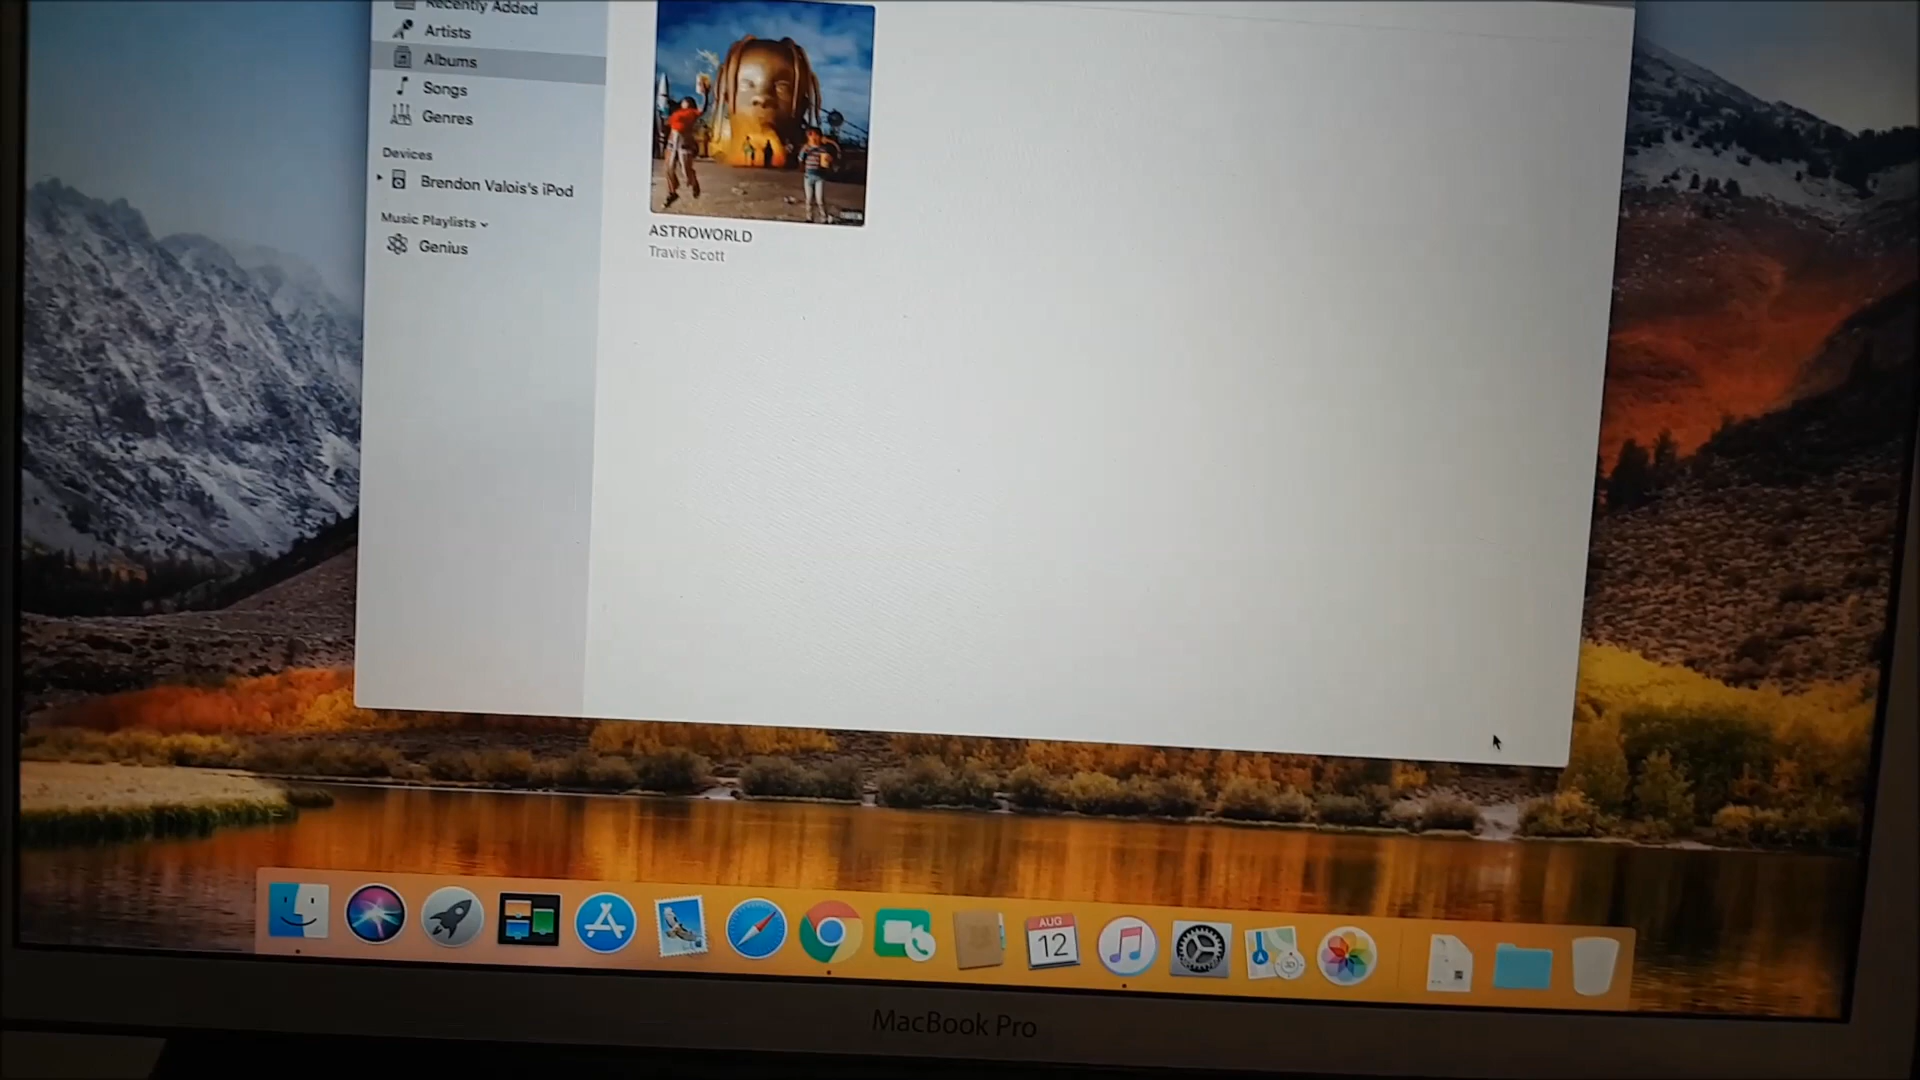 Recently Added
Artists
Albums
Songs
Genres
Devices
Brendon Valois's iPod
Music Playlists
Genius
ASTROWORLD
Travis Scott
AUG
12
3D
MacBook Pro